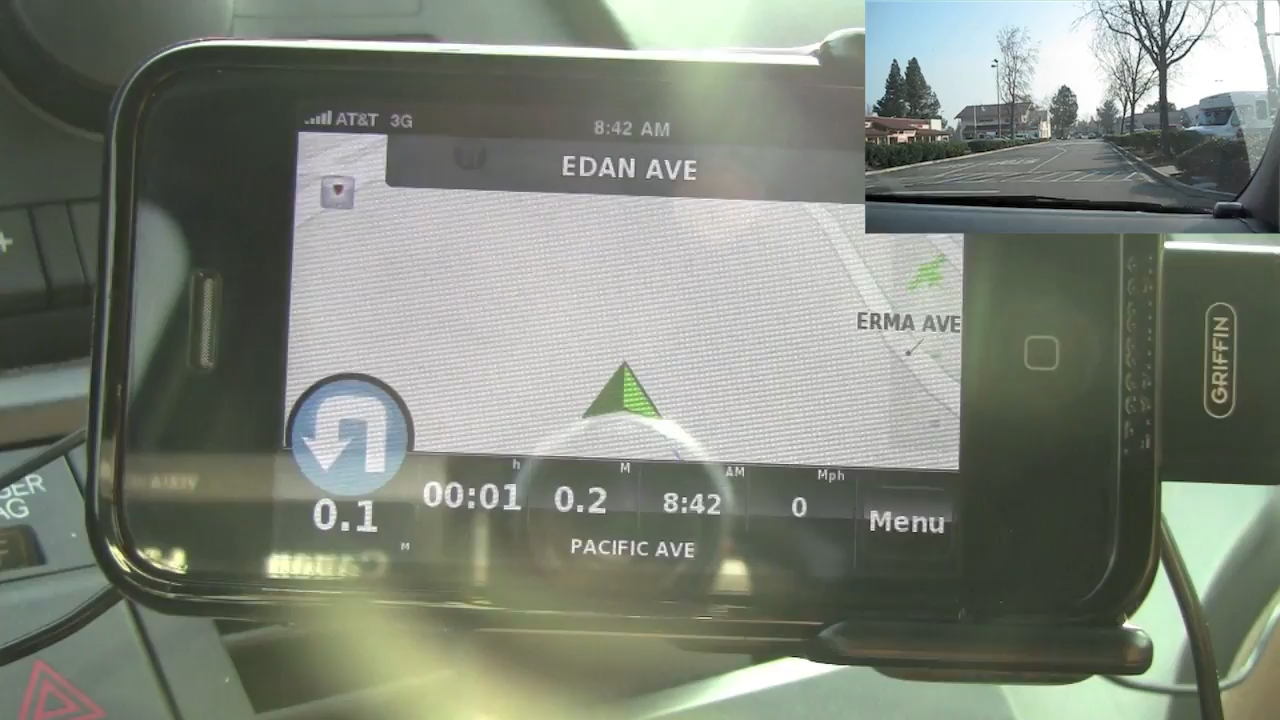 AT&T 3G
8:42 AM
EDAN AVE
ERMA AVE
GRIFFIN
h
M
AM
Mph
00:01
0.2
8:42
0
Menu
0.1
M
PACIFIC AVE
AG